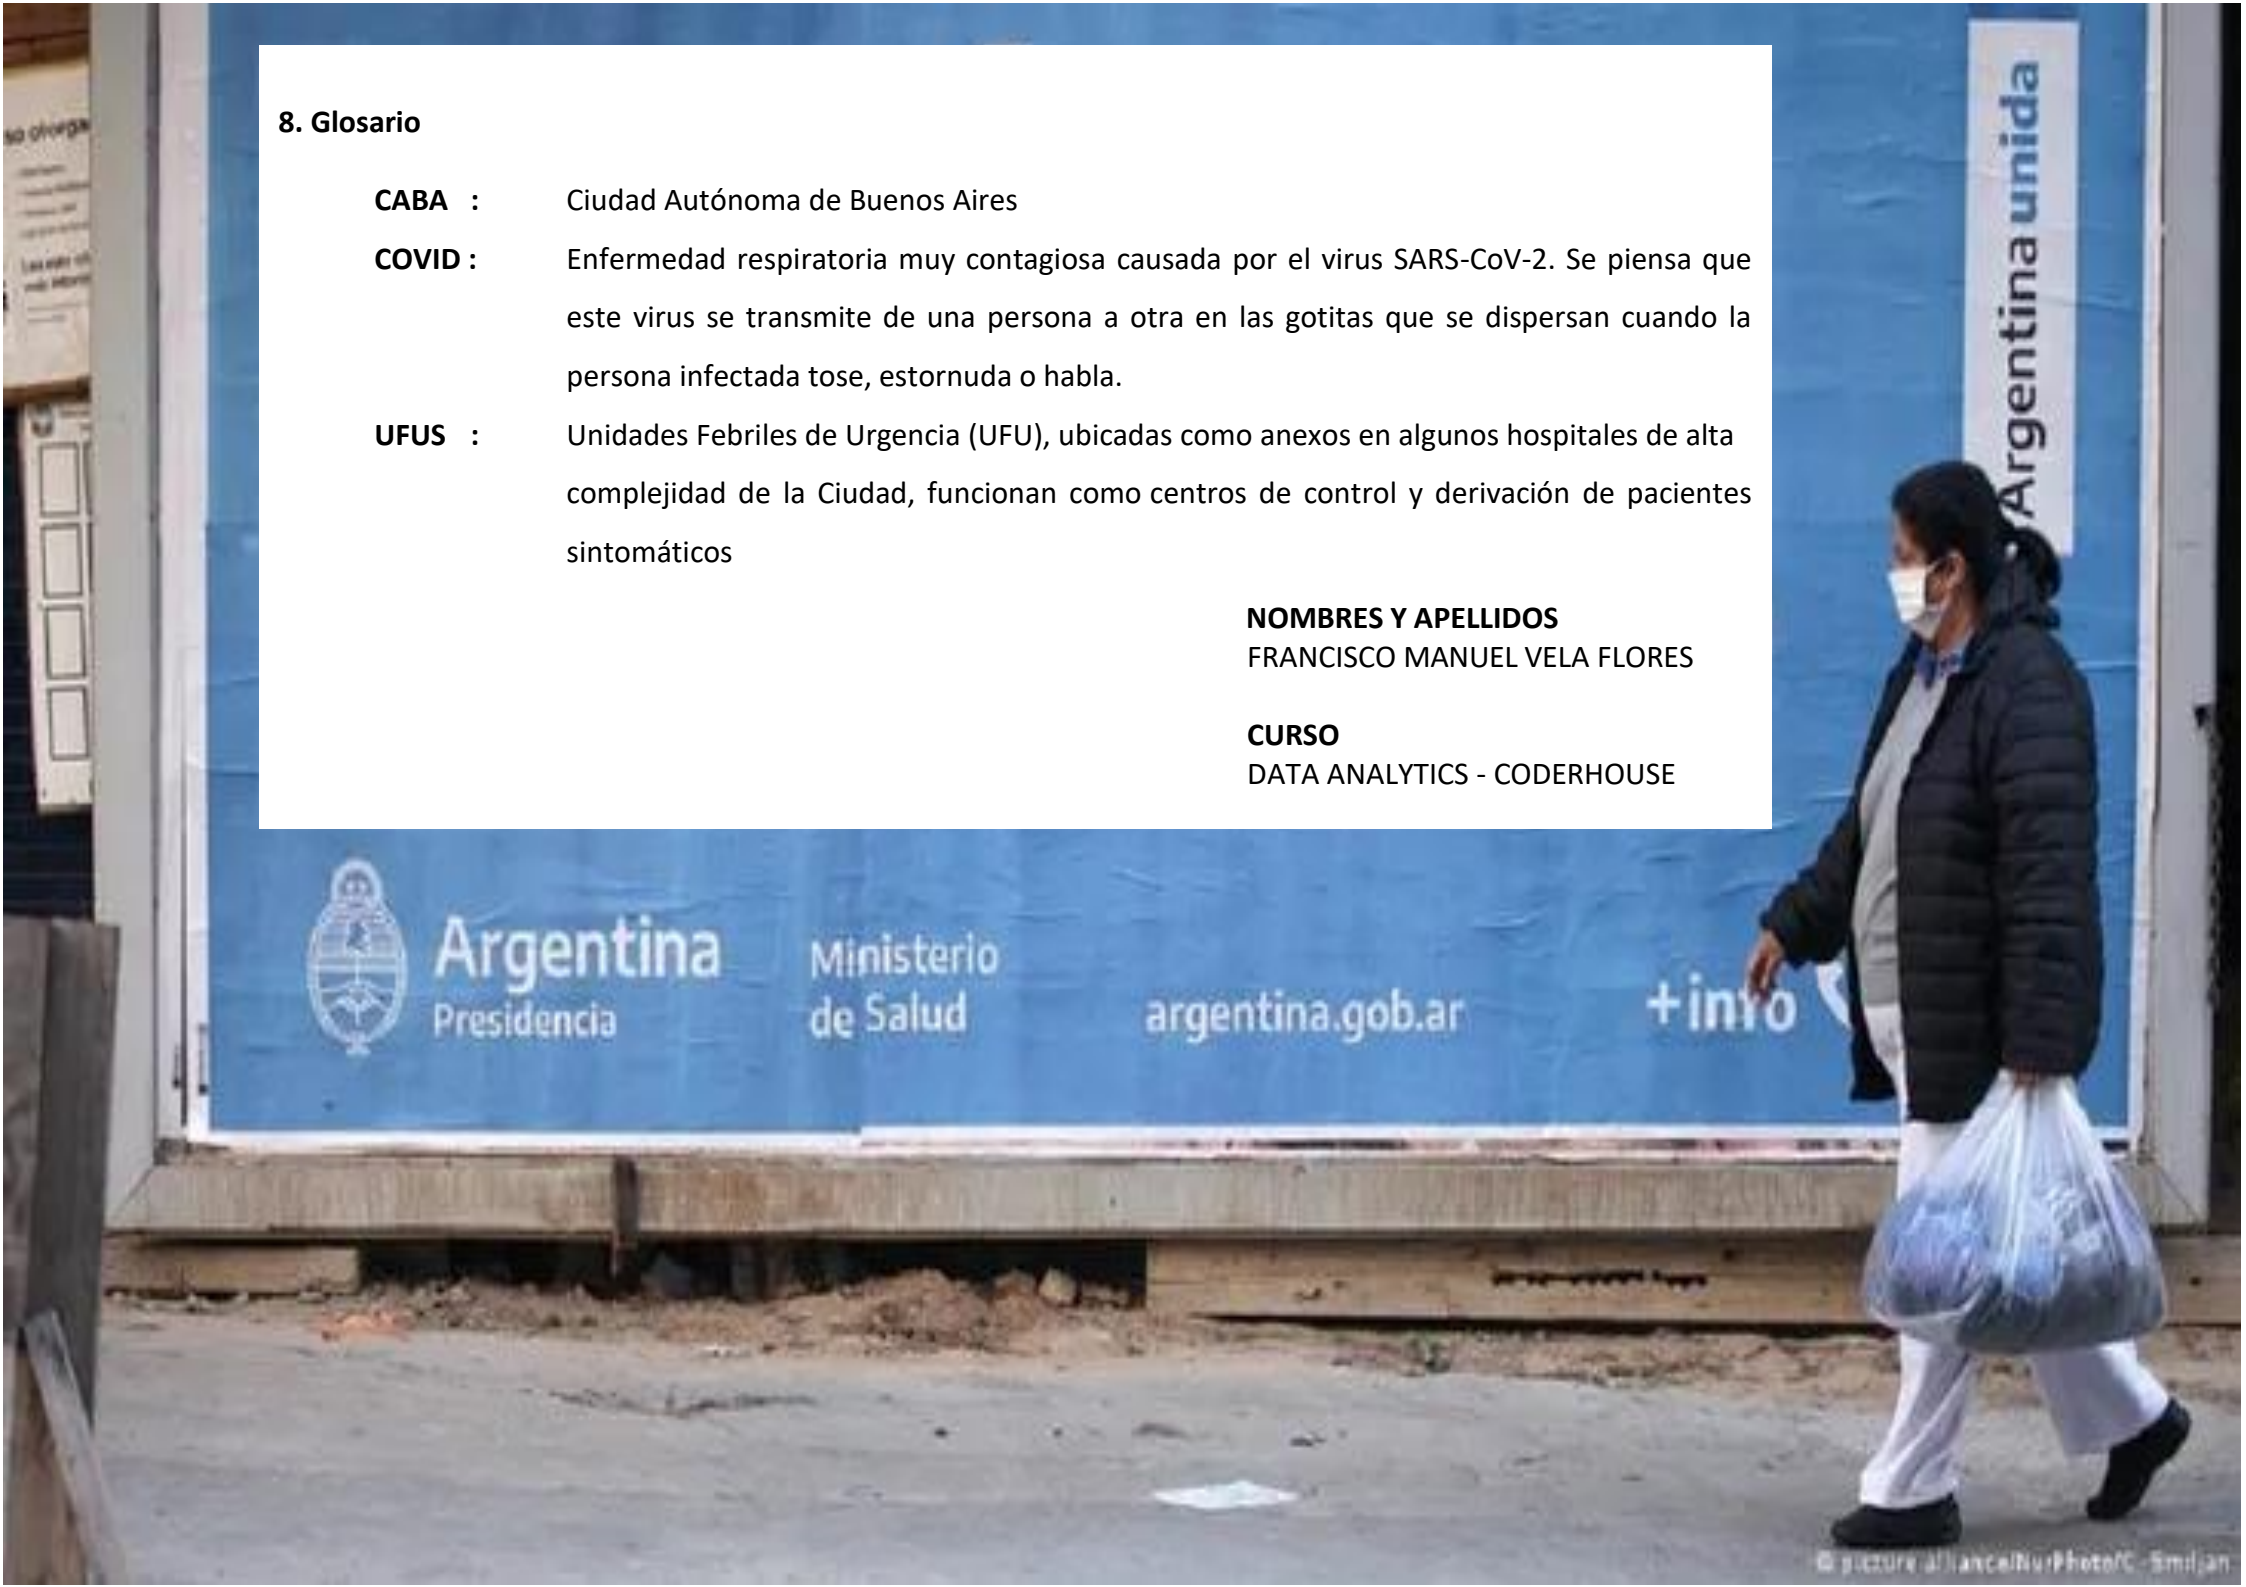 8. Glosario
CABA : Ciudad Autónoma de Buenos Aires
COVID : Enfermedad respiratoria muy contagiosa causada por el virus SARS-CoV-2. Se piensa que
este virus se transmite de una persona a otra en las gotitas que se dispersan cuando la
persona infectada tose, estornuda o habla.
UFUS : Unidades Febriles de Urgencia (UFU), ubicadas como anexos en algunos hospitales de alta
complejidad de la Ciudad, funcionan como centros de control y derivación de pacientes
sintomáticos
NOMBRES Y APELLIDOS
FRANCISCO MANUEL VELA FLORES
CURSO
DATA ANALYTICS - CODERHOUSE
Argentina unida
Argentina
Presidencia
Ministerio
de Salud
argentina.gob.ar
+info
© picture alliance/NurPhoto/C. Smiljan